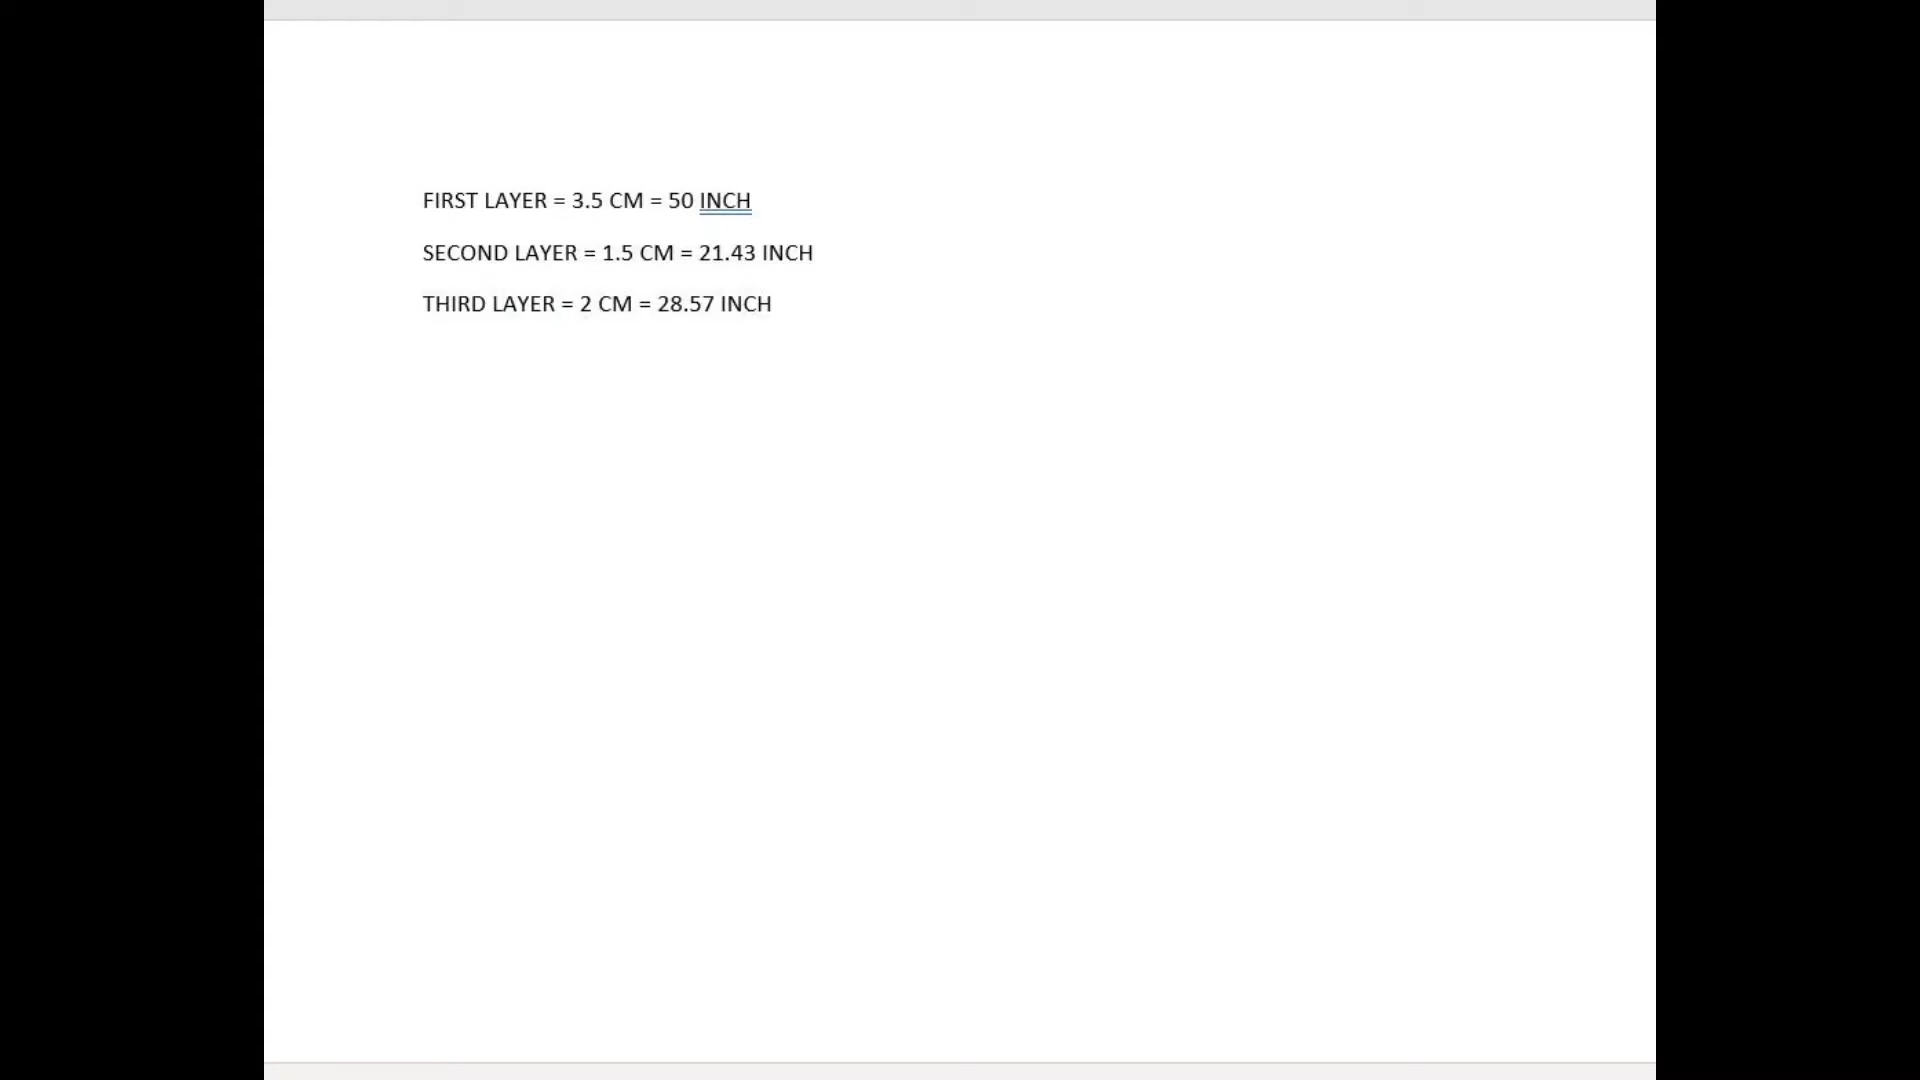 FIRST LAYER = 3.5 CM = 50 INCH
SECOND LAYER = 1.5 CM = 21.43 INCH
THIRD LAYER = 2 CM = 28.57 INCH